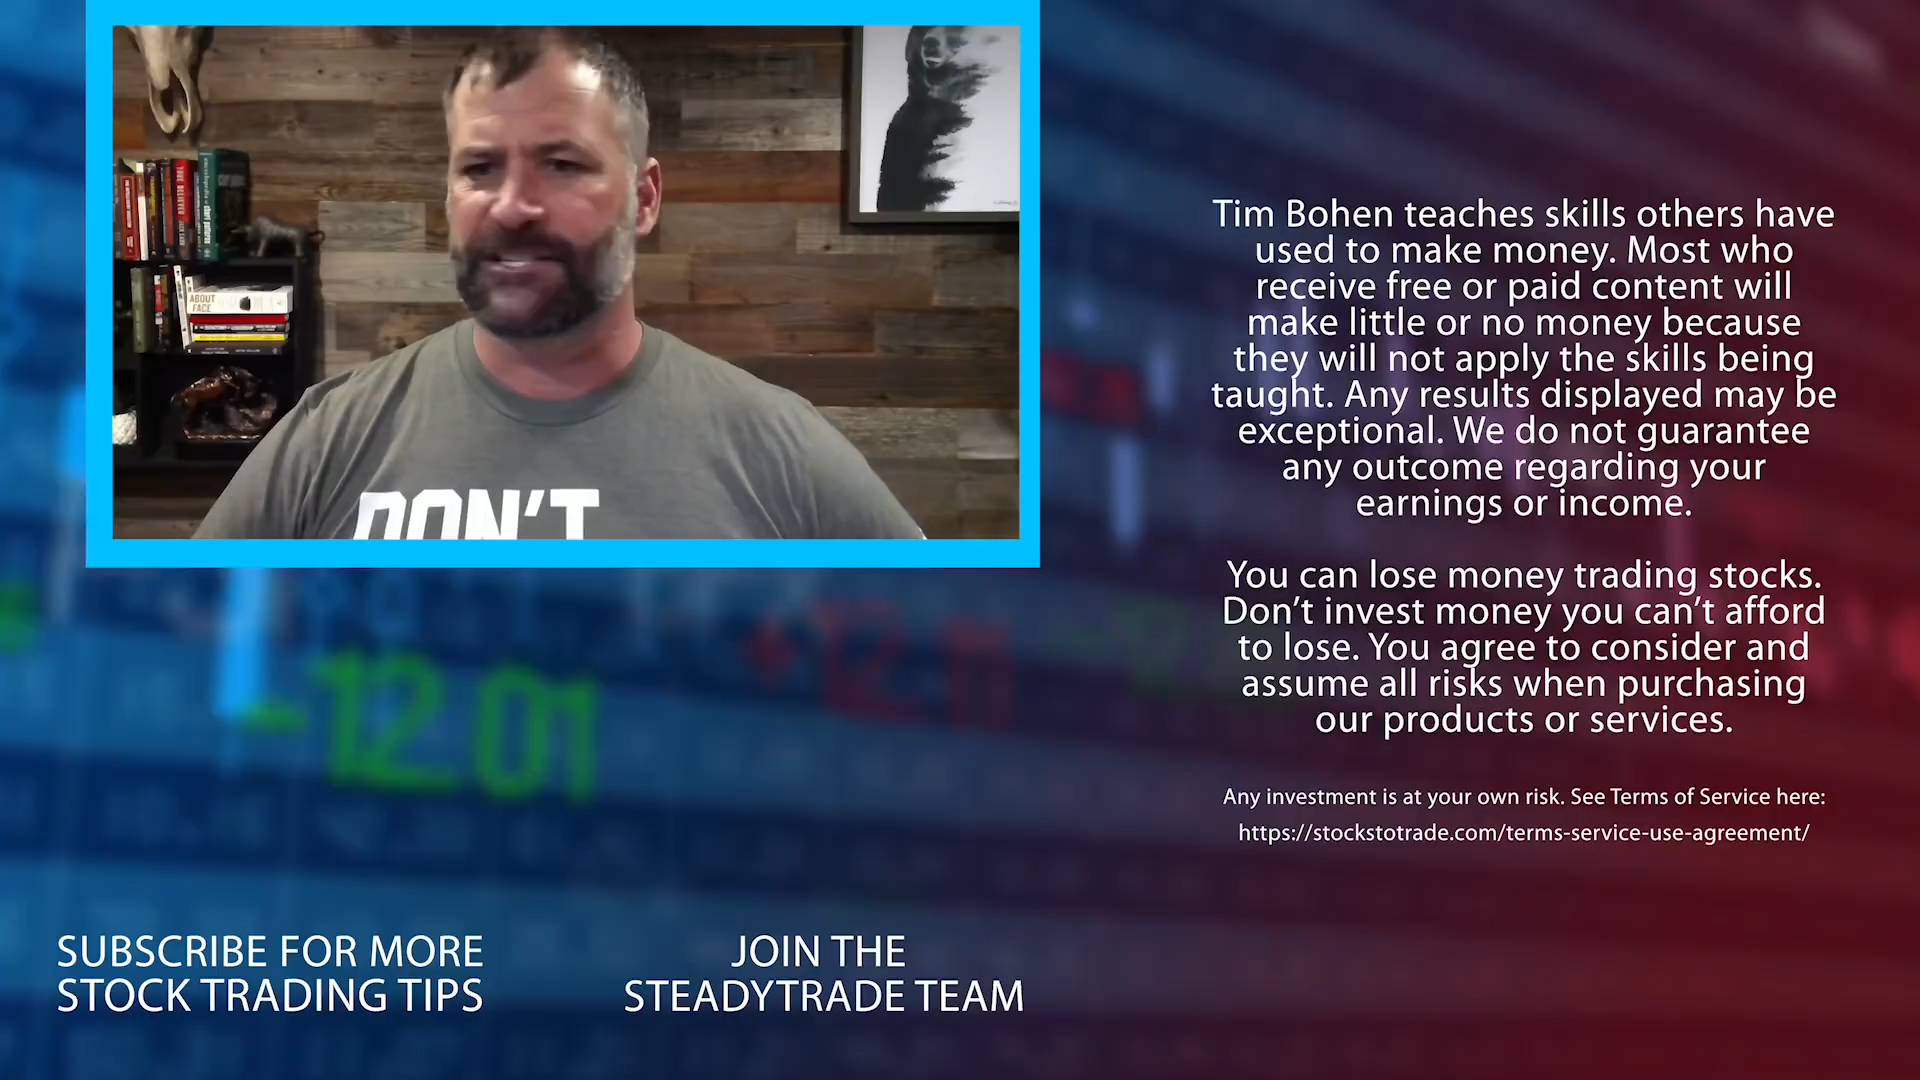 ABOUT
FACE
DON'T
Tim Bohen teaches skills others have
used to make money. Most who
receive free or paid content will
make little or no money because
they will not apply the skills being
taught. Any results displayed may be
exceptional. We do not guarantee
any outcome regarding your
earnings or income.
You can lose money trading stocks.
Don’t invest money you can’t afford
to lose. You agree to consider and
assume all risks when purchasing
our products or services.
Any investment is at your own risk. See Terms of Service here:
https://stockstotrade.com/terms-service-use-agreement/
-12.01
+12.11
SUBSCRIBE FOR MORE
STOCK TRADING TIPS
JOIN THE
STEADYTRADE TEAM